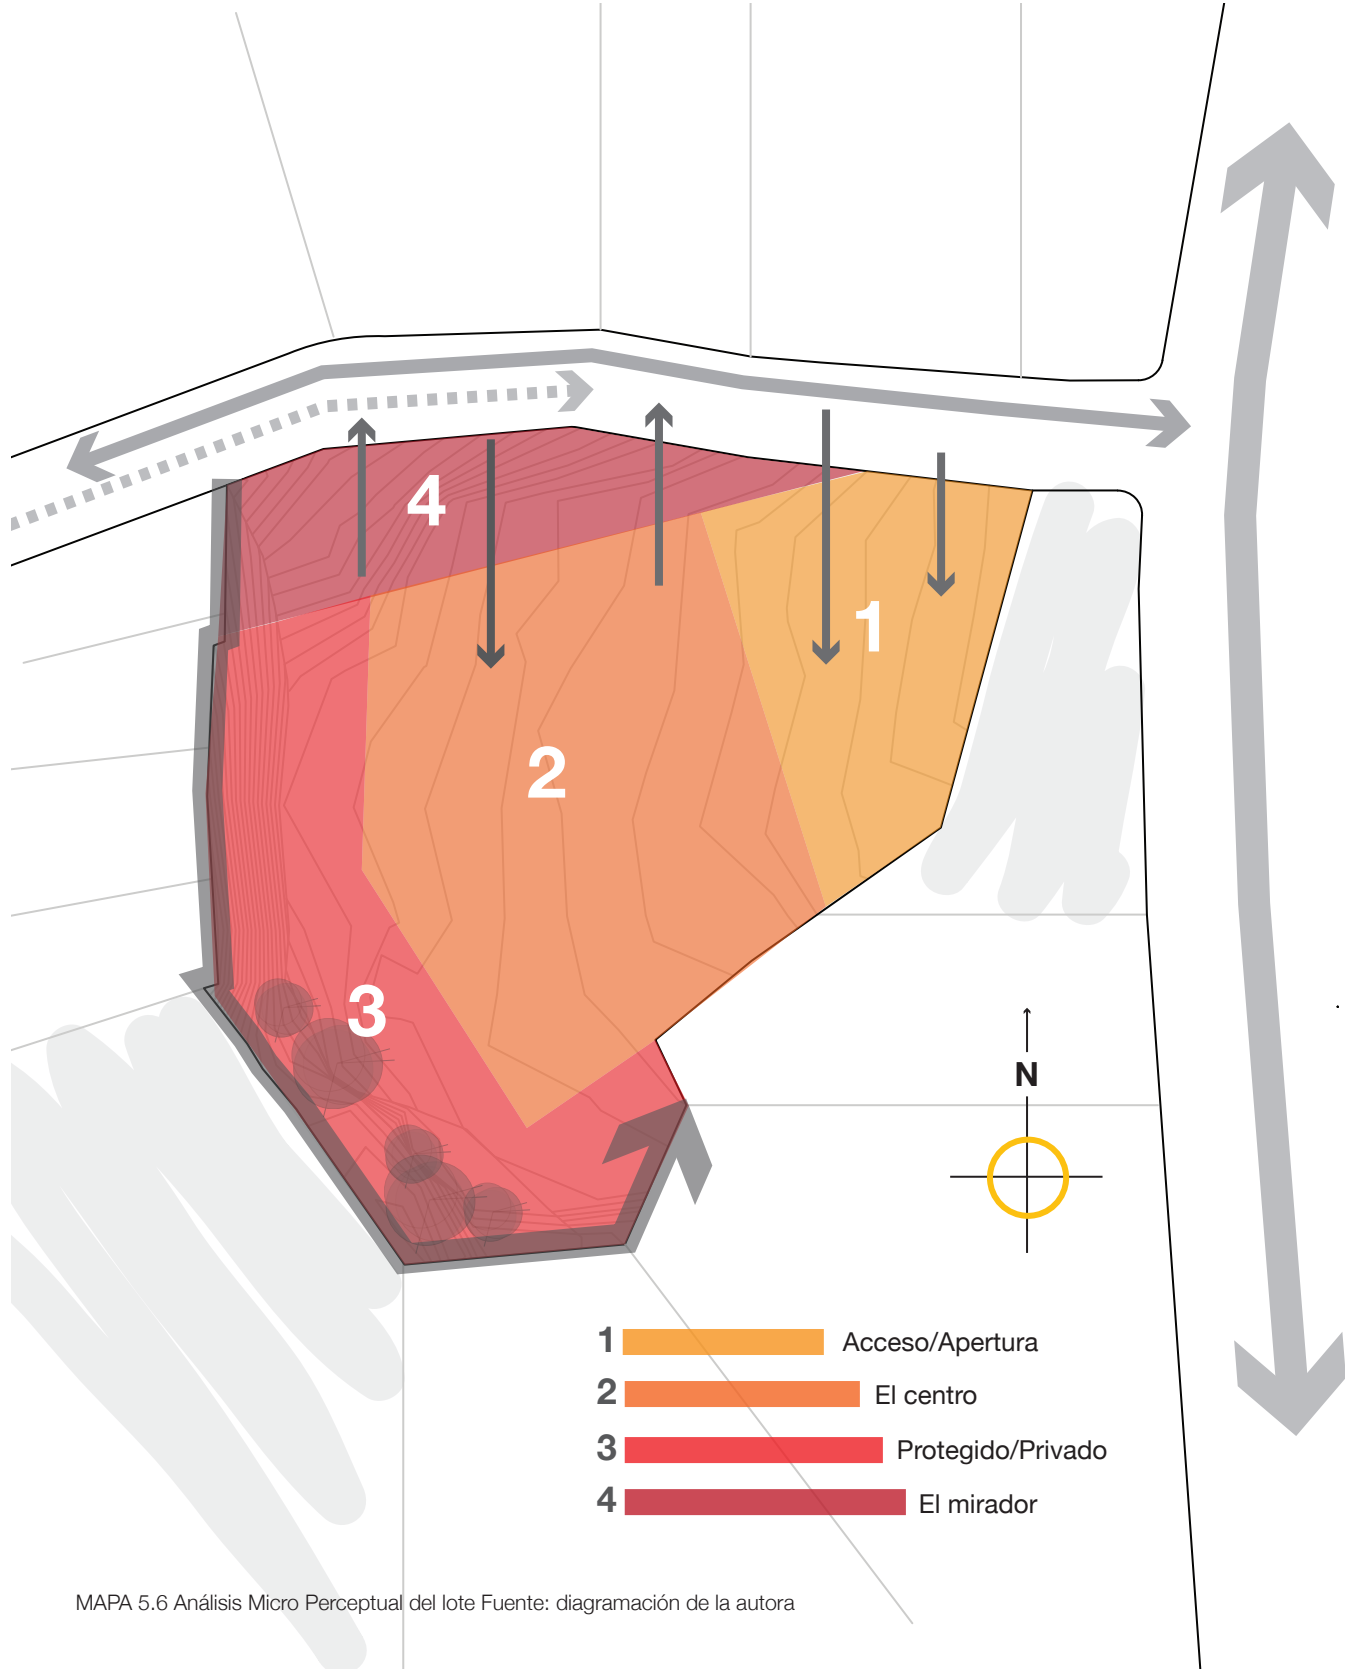 4
1
2
3
N
1 Acceso/Apertura
2 El centro
3 Protegido/Privado
4 El mirador
MAPA 5.6 Análisis Micro Perceptual del lote Fuente: diagramación de la autora